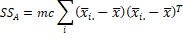 SS_A = mc ∑_i (x̅_i. − x̅)(x̅_i. − x̅)^T